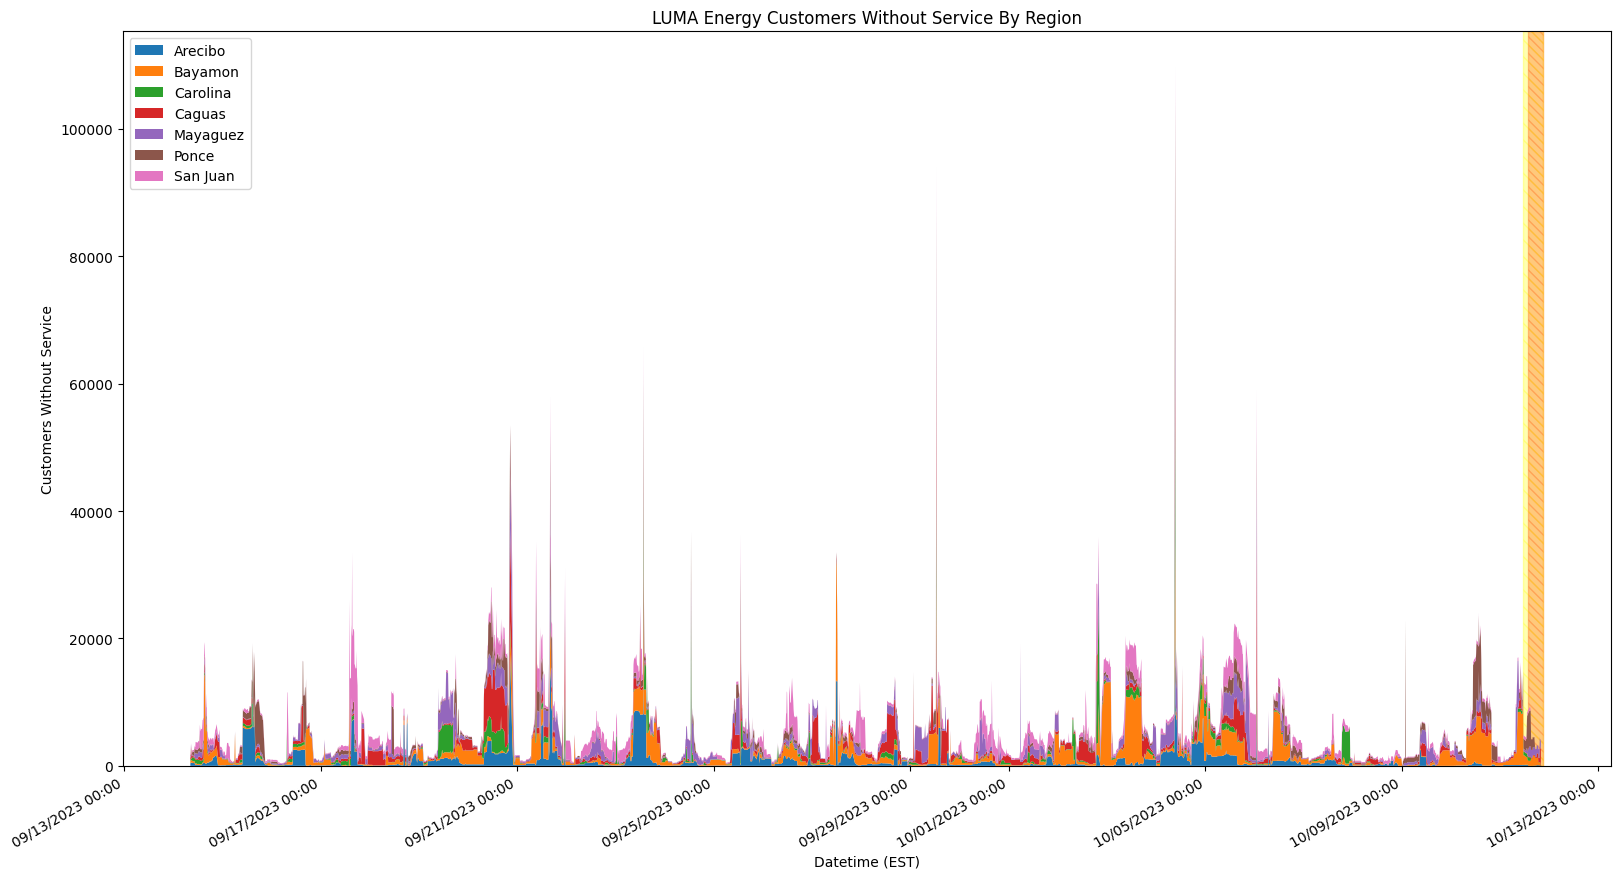 LUMA Energy Customers Without Service By Region
Arecibo
Bayamon
Carolina
Caguas
Mayaguez
Ponce
San Juan
100000
80000
60000
40000
20000
0
Customers Without Service
09/13/2023 00:00
09/17/2023 00:00
09/21/2023 00:00
09/25/2023 00:00
09/29/2023 00:00
10/01/2023 00:00
10/05/2023 00:00
10/09/2023 00:00
10/13/2023 00:00
Datetime (EST)